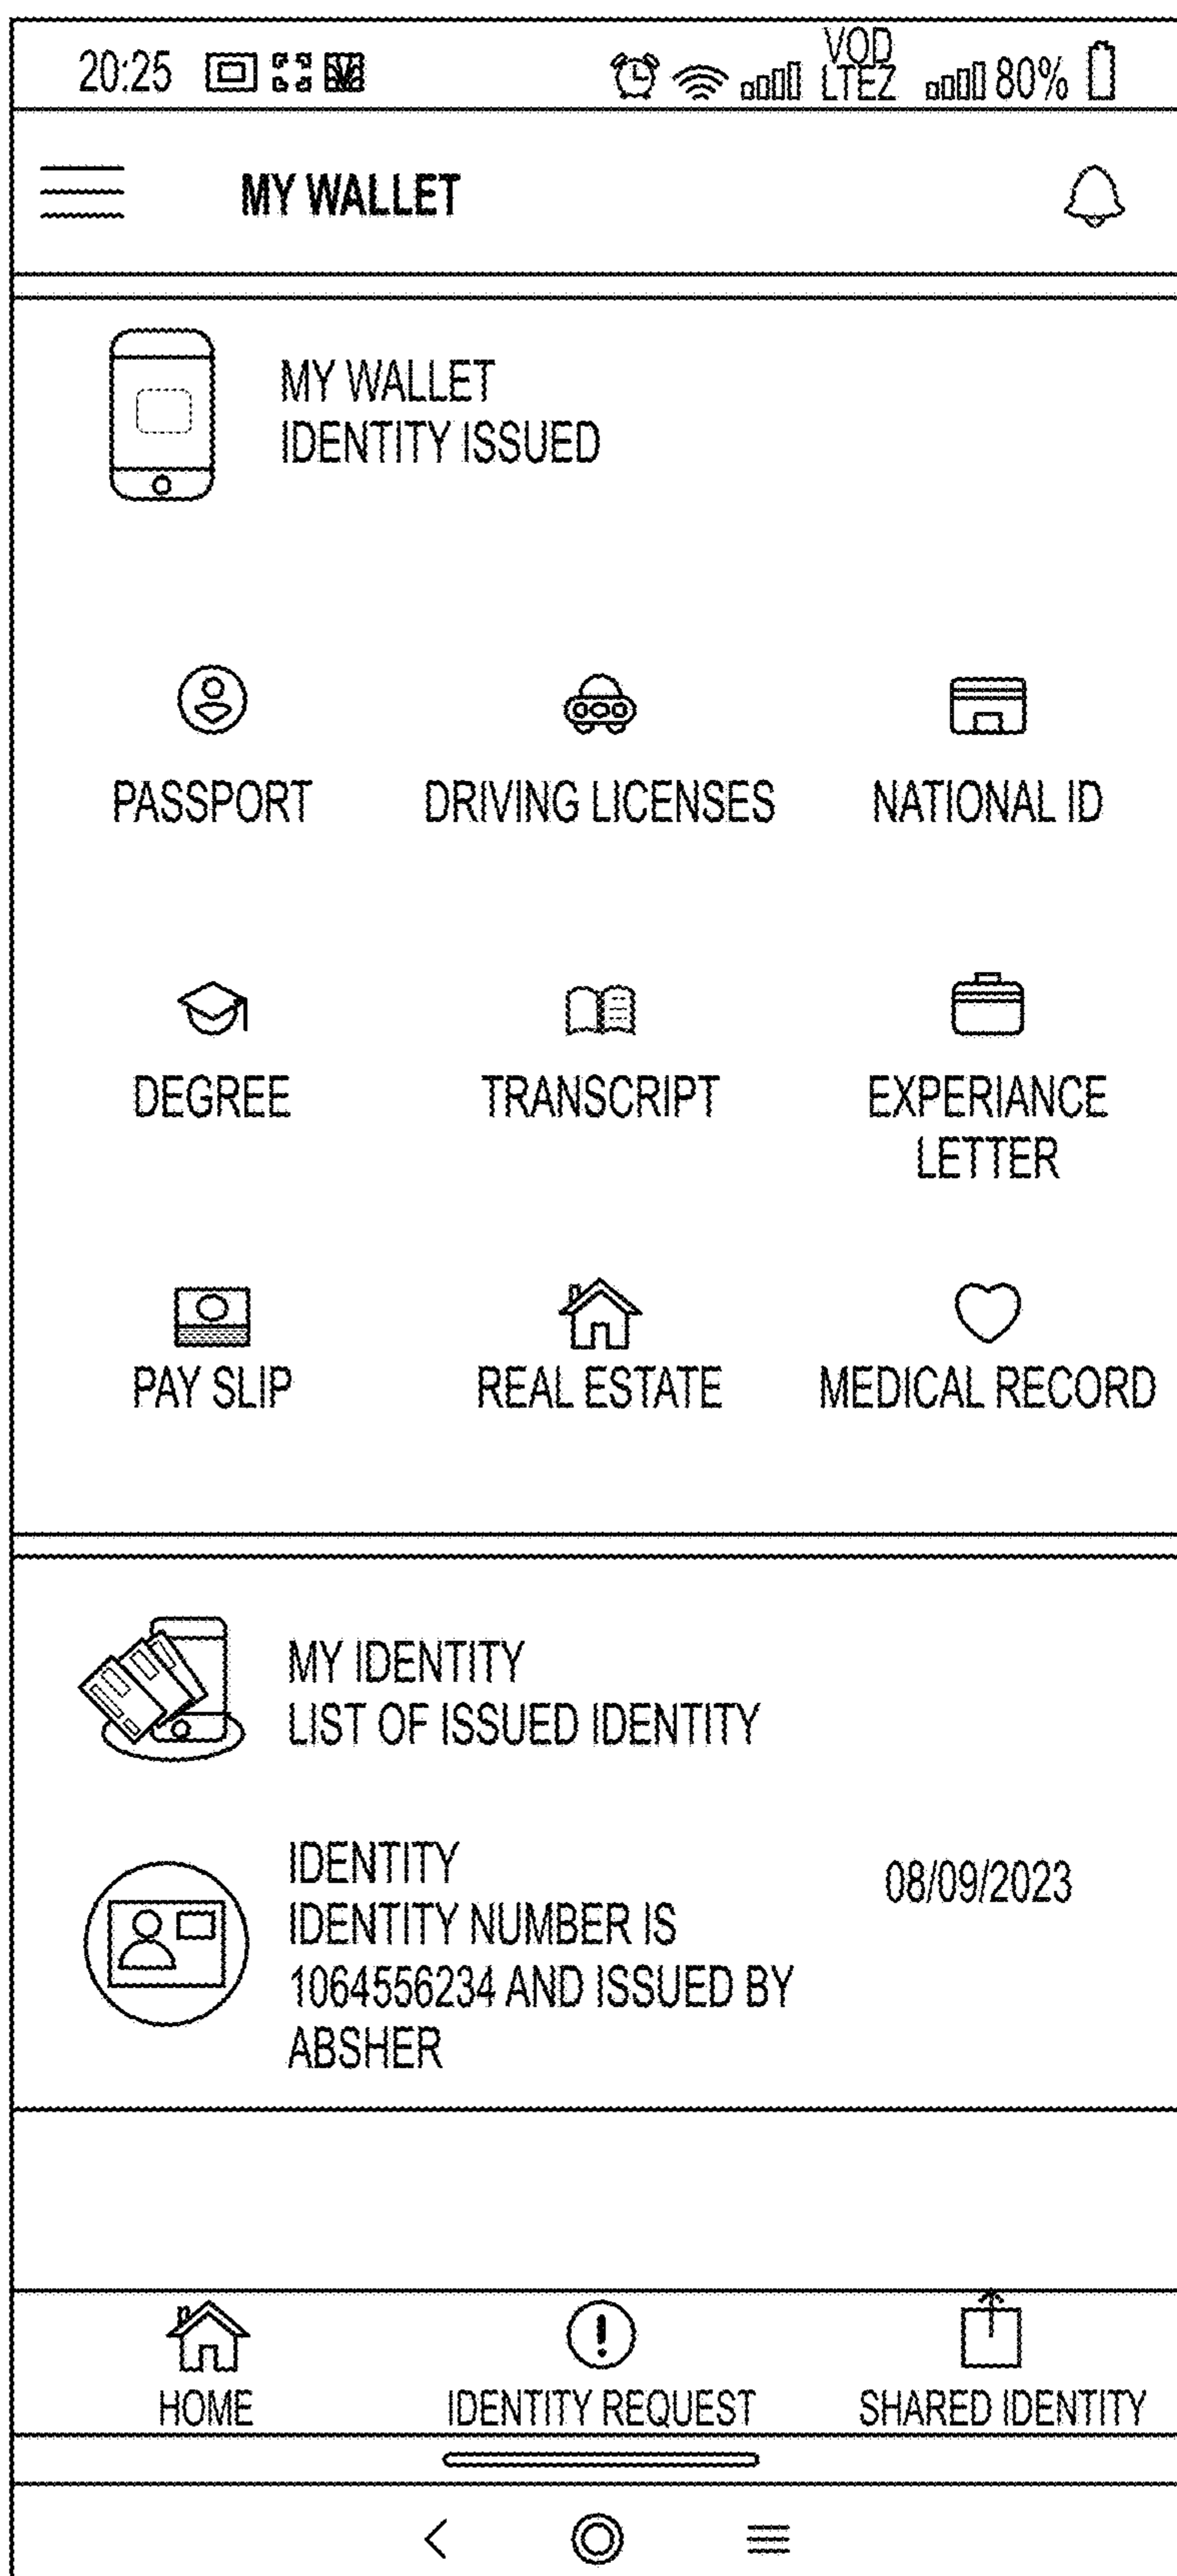 20:25 VOD LTEZ 80%
MY WALLET
MY WALLET
IDENTITY ISSUED
PASSPORT DRIVING LICENSES NATIONAL ID
DEGREE TRANSCRIPT EXPERIANCE
LETTER
PAY SLIP REAL ESTATE MEDICAL RECORD
MY IDENTITY
LIST OF ISSUED IDENTITY
IDENTITY 08/09/2023
IDENTITY NUMBER IS
1064556234 AND ISSUED BY
ABSHER
HOME IDENTITY REQUEST SHARED IDENTITY